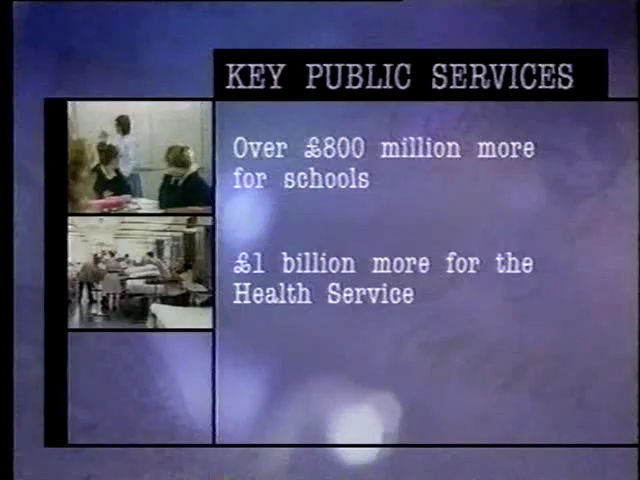 KEY PUBLIC SERVICES
Over £800 million more
for schools
£1 billion more for the
Health Service